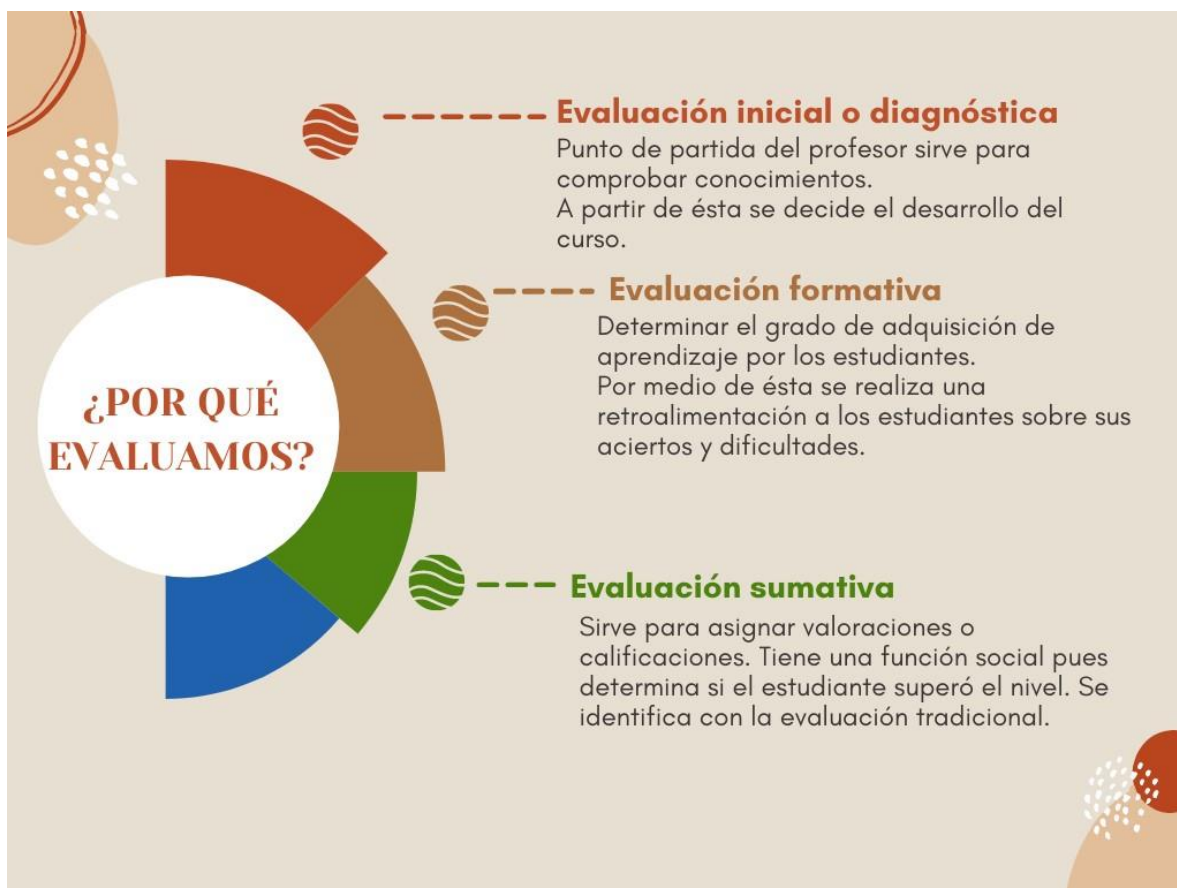 Evaluación inicial o diagnóstica
Punto de partida del profesor sirve para
comprobar conocimientos.
A partir de ésta se decide el desarrollo del
curso.
Evaluación formativa
Determinar el grado de adquisición de
aprendizaje por los estudiantes.
Por medio de ésta se realiza una
retroalimentación a los estudiantes sobre sus
aciertos y dificultades.
¿POR QUÉ
EVALUAMOS?
Evaluación sumativa
Sirve para asignar valoraciones o
calificaciones. Tiene una función social pues
determina si el estudiante superó el nivel. Se
identifica con la evaluación tradicional.